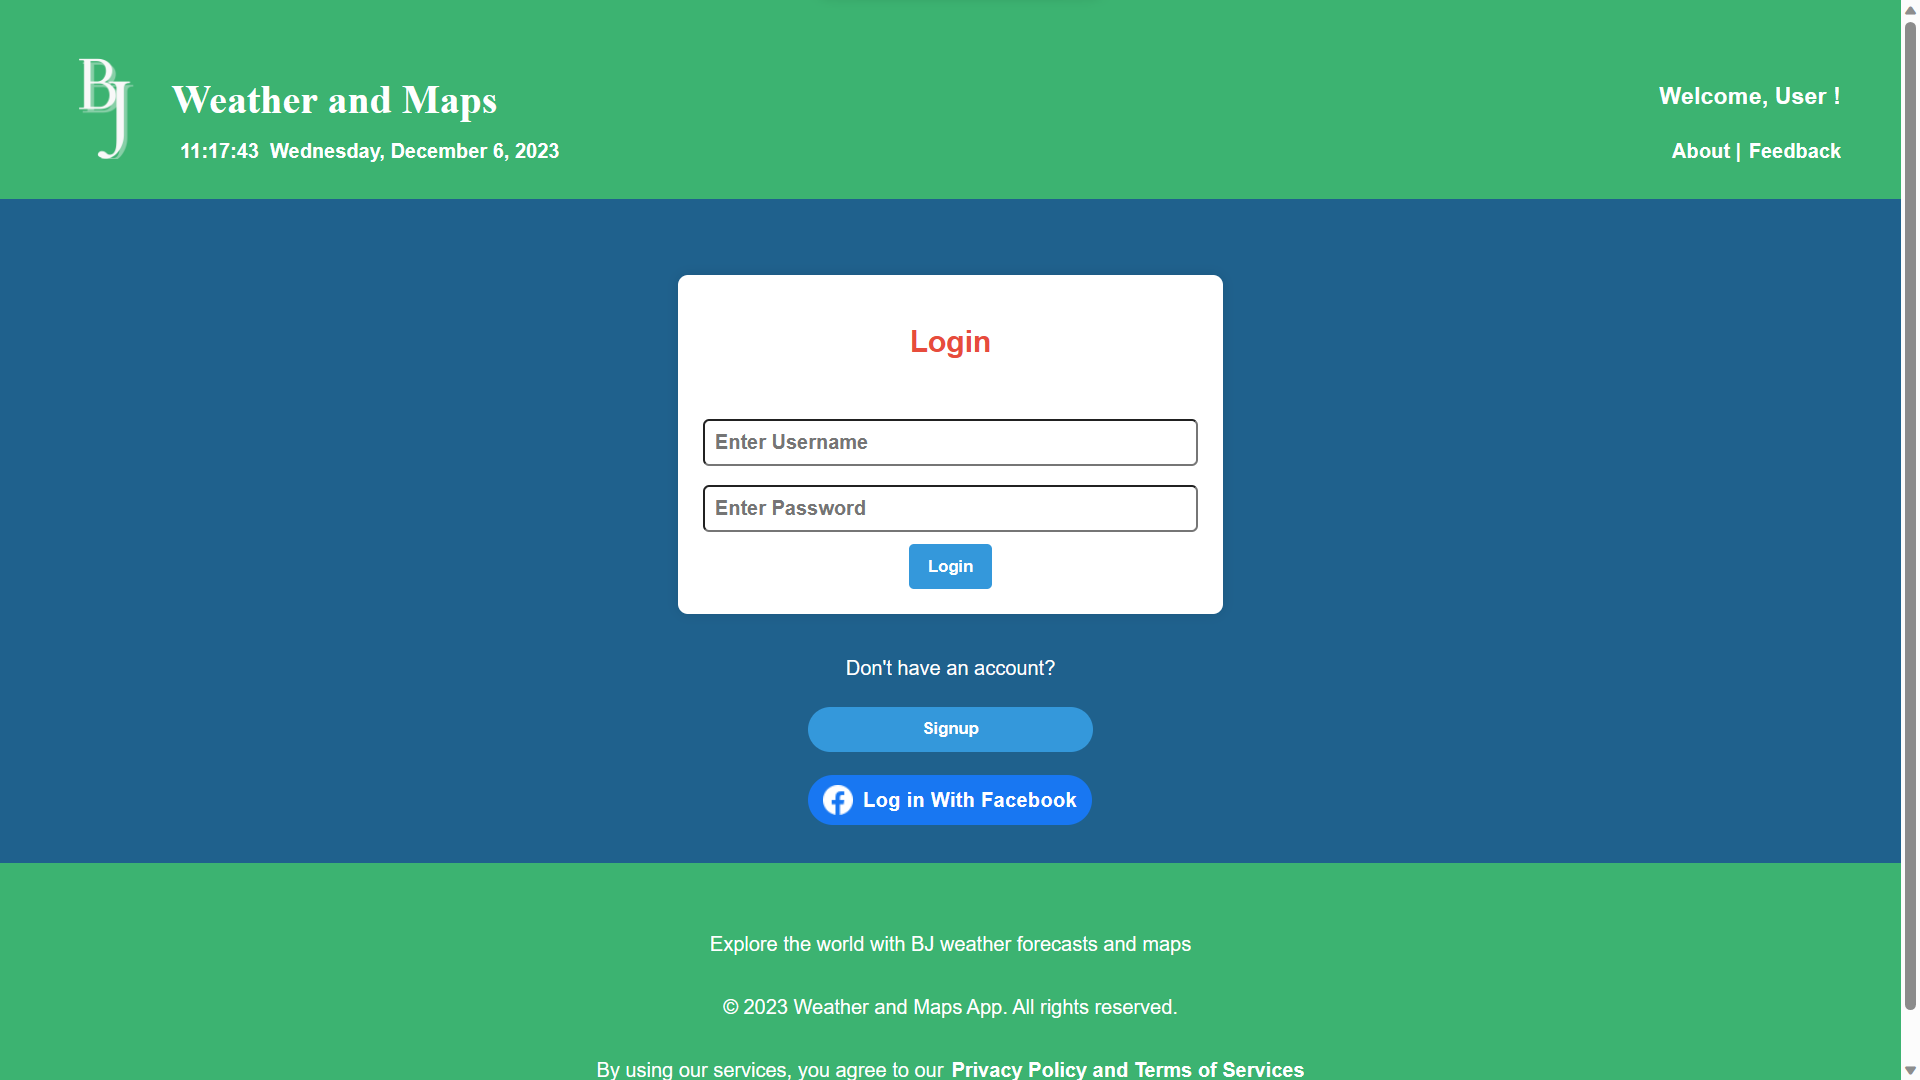 BJ
Weather and Maps
11:17:43 Wednesday, December 6, 2023
Welcome, User !
About | Feedback
Login
Enter Username
Enter Password
Login
Don't have an account?
Signup
Log in With Facebook
Explore the world with BJ weather forecasts and maps
© 2023 Weather and Maps App. All rights reserved.
By using our services, you agree to our Privacy Policy and Terms of Services